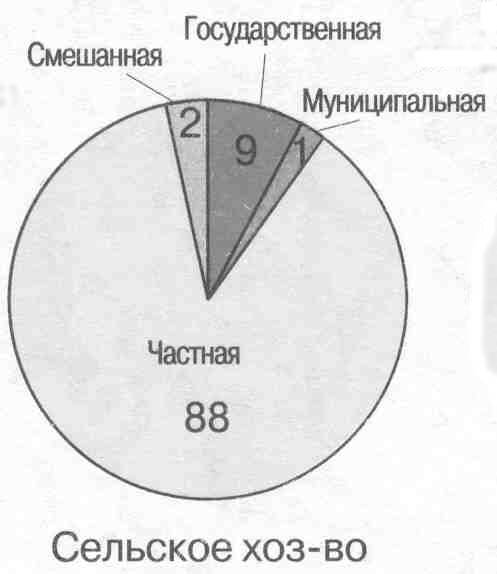 Государственная
Смешанная
Муниципальная
2
9
1
Частная
88
Сельское хоз-во